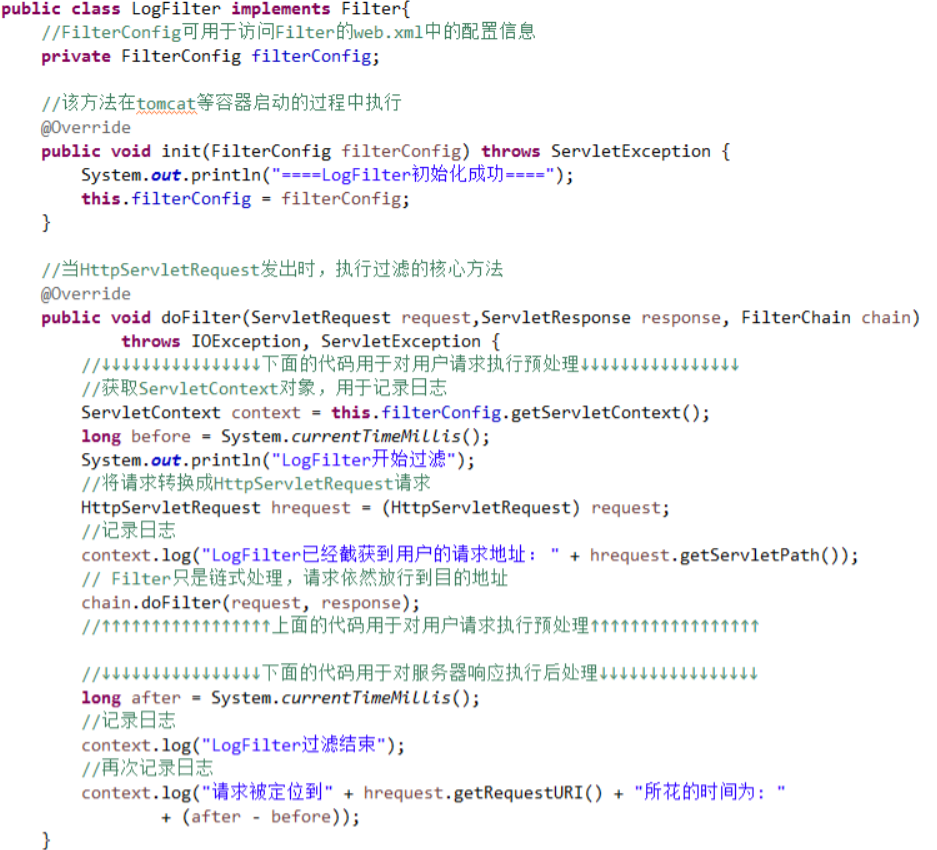 public class LogFilter implements Filter{
//FilterConfig可用于访问Filter的web.xml中的配置信息
private FilterConfig filterConfig;
//该方法在tomcat等容器启动的过程中执行
@Override
public void init(FilterConfig filterConfig) throws ServletException {
System.out.println("====LogFilter初始化成功====");
this.filterConfig = filterConfig;
}
//当HttpServletRequest发出时，执行过滤的核心方法
@Override
public void doFilter(ServletRequest request,ServletResponse response, FilterChain chain)
throws IOException, ServletException {
//↓↓↓↓↓↓↓↓↓↓↓↓↓↓↓↓下面的代码用于对用户请求执行预处理↓↓↓↓↓↓↓↓↓↓↓↓↓↓↓↓
//获取ServletContext对象，用于记录日志
ServletContext context = this.filterConfig.getServletContext();
long before = System.currentTimeMillis();
System.out.println("LogFilter开始过滤");
//将请求转换成HttpServletRequest请求
HttpServletRequest hrequest = (HttpServletRequest) request;
//记录日志
context.log("LogFilter已经截获到用户的请求地址: " + hrequest.getServletPath());
// Filter只是链式处理，请求依然放行到目的地址
chain.doFilter(request, response);
//↑↑↑↑↑↑↑↑↑↑↑↑↑↑↑↑↑上面的代码用于对用户请求执行预处理↑↑↑↑↑↑↑↑↑↑↑↑↑↑↑↑↑
//↓↓↓↓↓↓↓↓↓↓↓↓↓↓↓↓下面的代码用于对服务器响应执行后处理↓↓↓↓↓↓↓↓↓↓↓↓↓↓↓↓
long after = System.currentTimeMillis();
//记录日志
context.log("LogFilter过滤结束");
//再次记录日志
context.log("请求被定位到" + hrequest.getRequestURI() + "所花的时间为: "
+ (after - before));
}